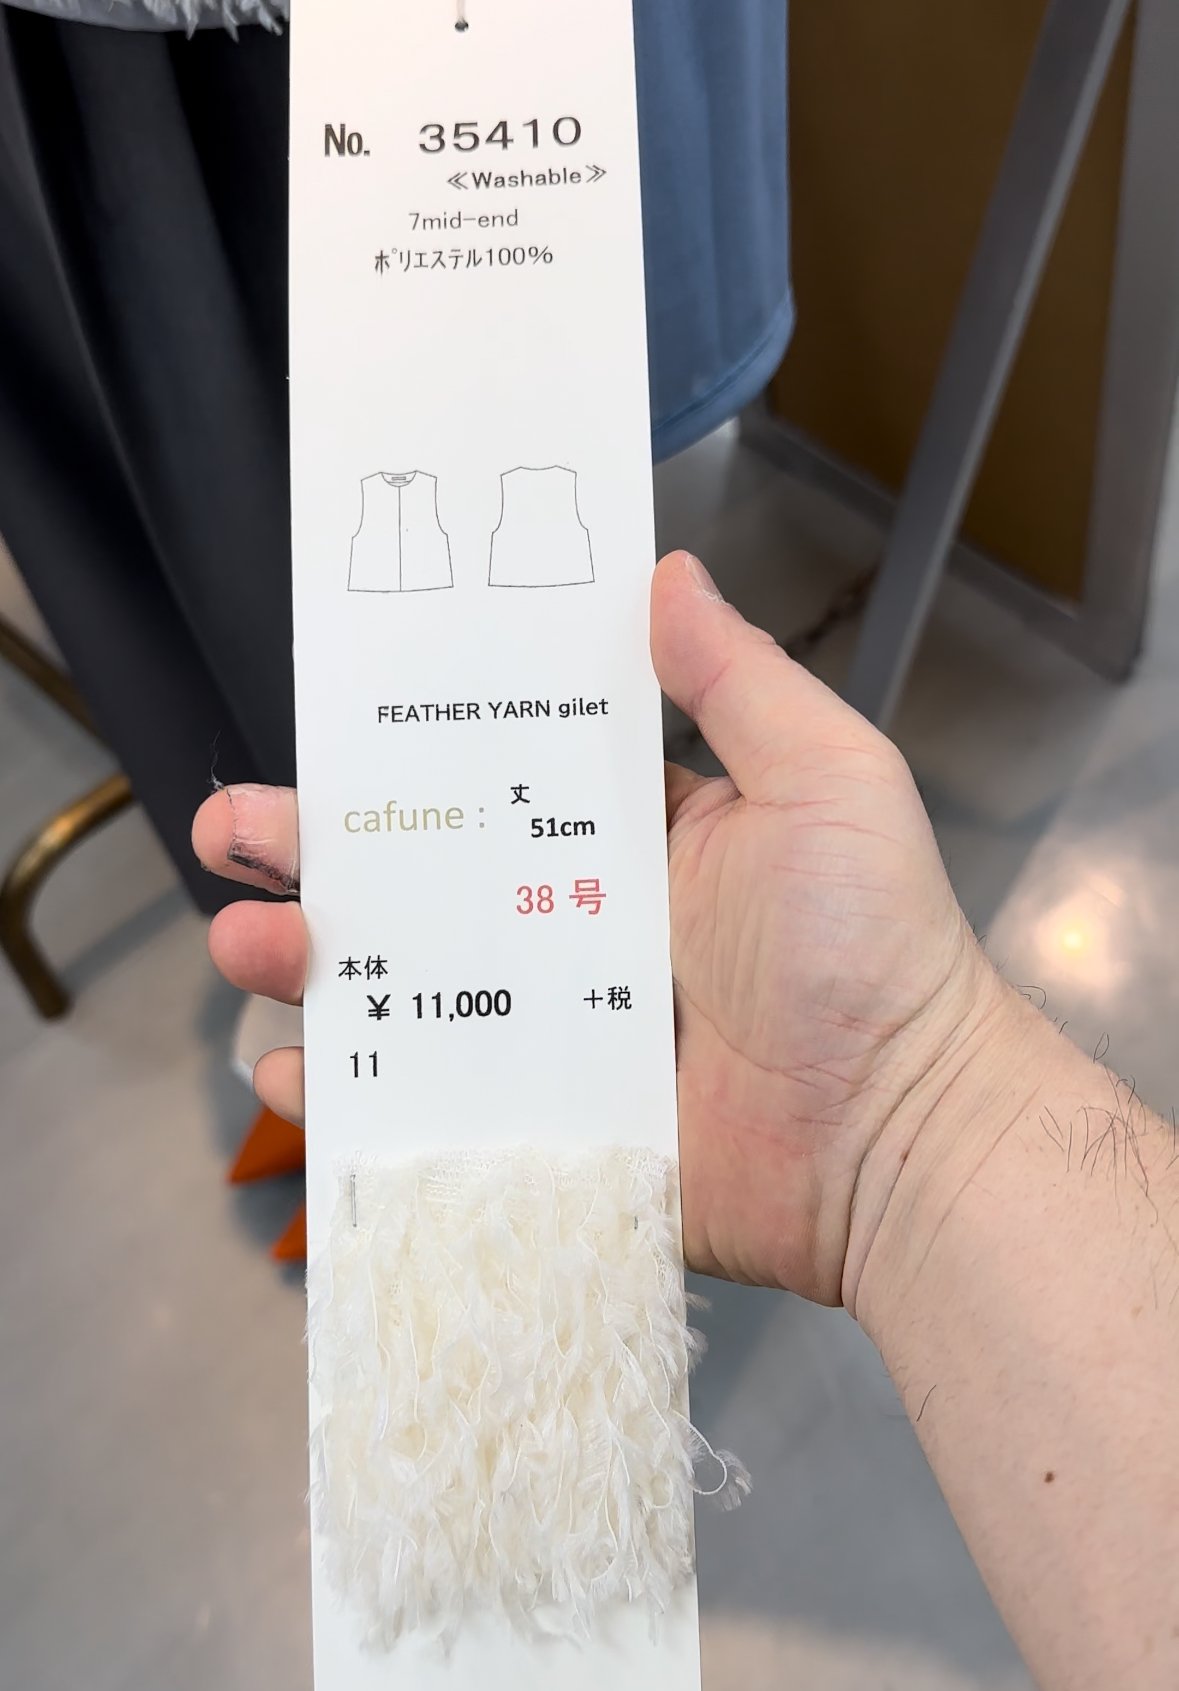 No. 35410
≪Washable≫
7mid-end
ﾎﾟﾘｴｽﾃﾙ100%
FEATHER YARN gilet
丈
cafune :
51cm
38 号
本体
¥ 11,000 +税
11